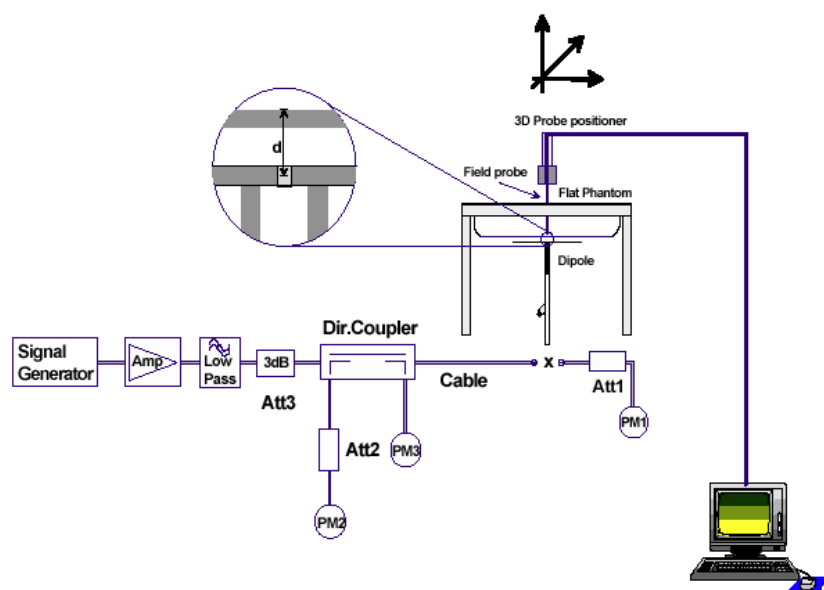 3D Probe positioner
d
Field probe
Flat Phantom
Dipole
Dir.Coupler
Signal
Generator
Amp
Low
Pass
3dB
Att3
Cable
x
Att1
PM1
Att2
PM3
PM2